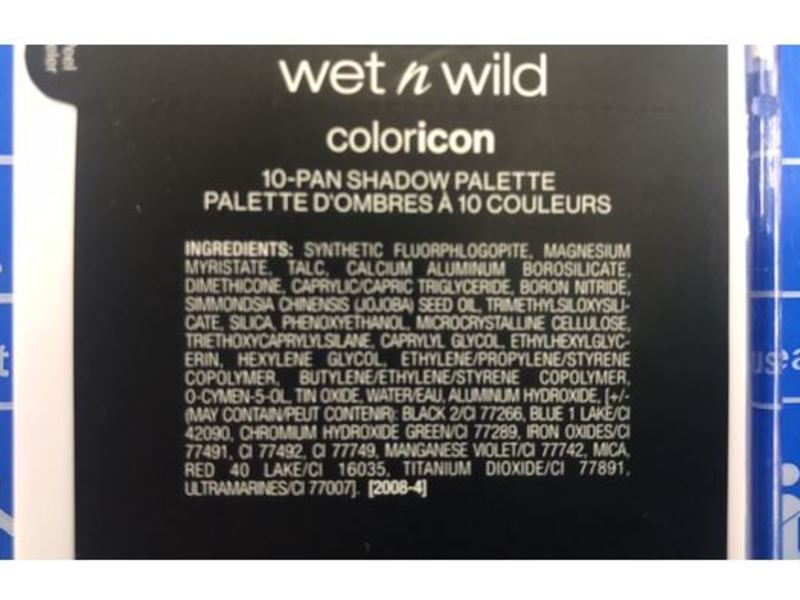 Peel
wet n wild
coloricon
10-PAN SHADOW PALETTE
PALETTE D'OMBRES À 10 COULEURS
INGREDIENTS: SYNTHETIC FLUORPHLOGOPITE, MAGNESIUM
MYRISTATE, TALC, CALCIUM ALUMINUM BOROSILICATE,
DIMETHICONE, CAPRYLIC/CAPRIC TRIGLYCERIDE, BORON NITRIDE,
SIMMONDSIA CHINENSIS (JOJOBA) SEED OIL, TRIMETHYLSILOXYSILI-
CATE, SILICA, PHENOXYETHANOL, MICROCRYSTALLINE CELLULOSE,
TRIETHOXYCAPRYLYLSILANE, CAPRYLYL GLYCOL, ETHYLHEXYLGLYC-
ERIN, HEXYLENE GLYCOL, ETHYLENE/PROPYLENE/STYRENE
COPOLYMER, BUTYLENE/ETHYLENE/STYRENE COPOLYMER,
O-CYMEN-5-OL, TIN OXIDE, WATER/EAU, ALUMINUM HYDROXIDE, [+/-
(MAY CONTAIN/PEUT CONTENIR): BLACK 2/CI 77266, BLUE 1 LAKE/CI
42090, CHROMIUM HYDROXIDE GREEN/CI 77289, IRON OXIDES/CI
77491, CI 77492, CI 77749, MANGANESE VIOLET/CI 77742, MICA,
RED 40 LAKE/CI 16035, TITANIUM DIOXIDE/CI 77891,
ULTRAMARINES/CI 77007]. [2008-4]